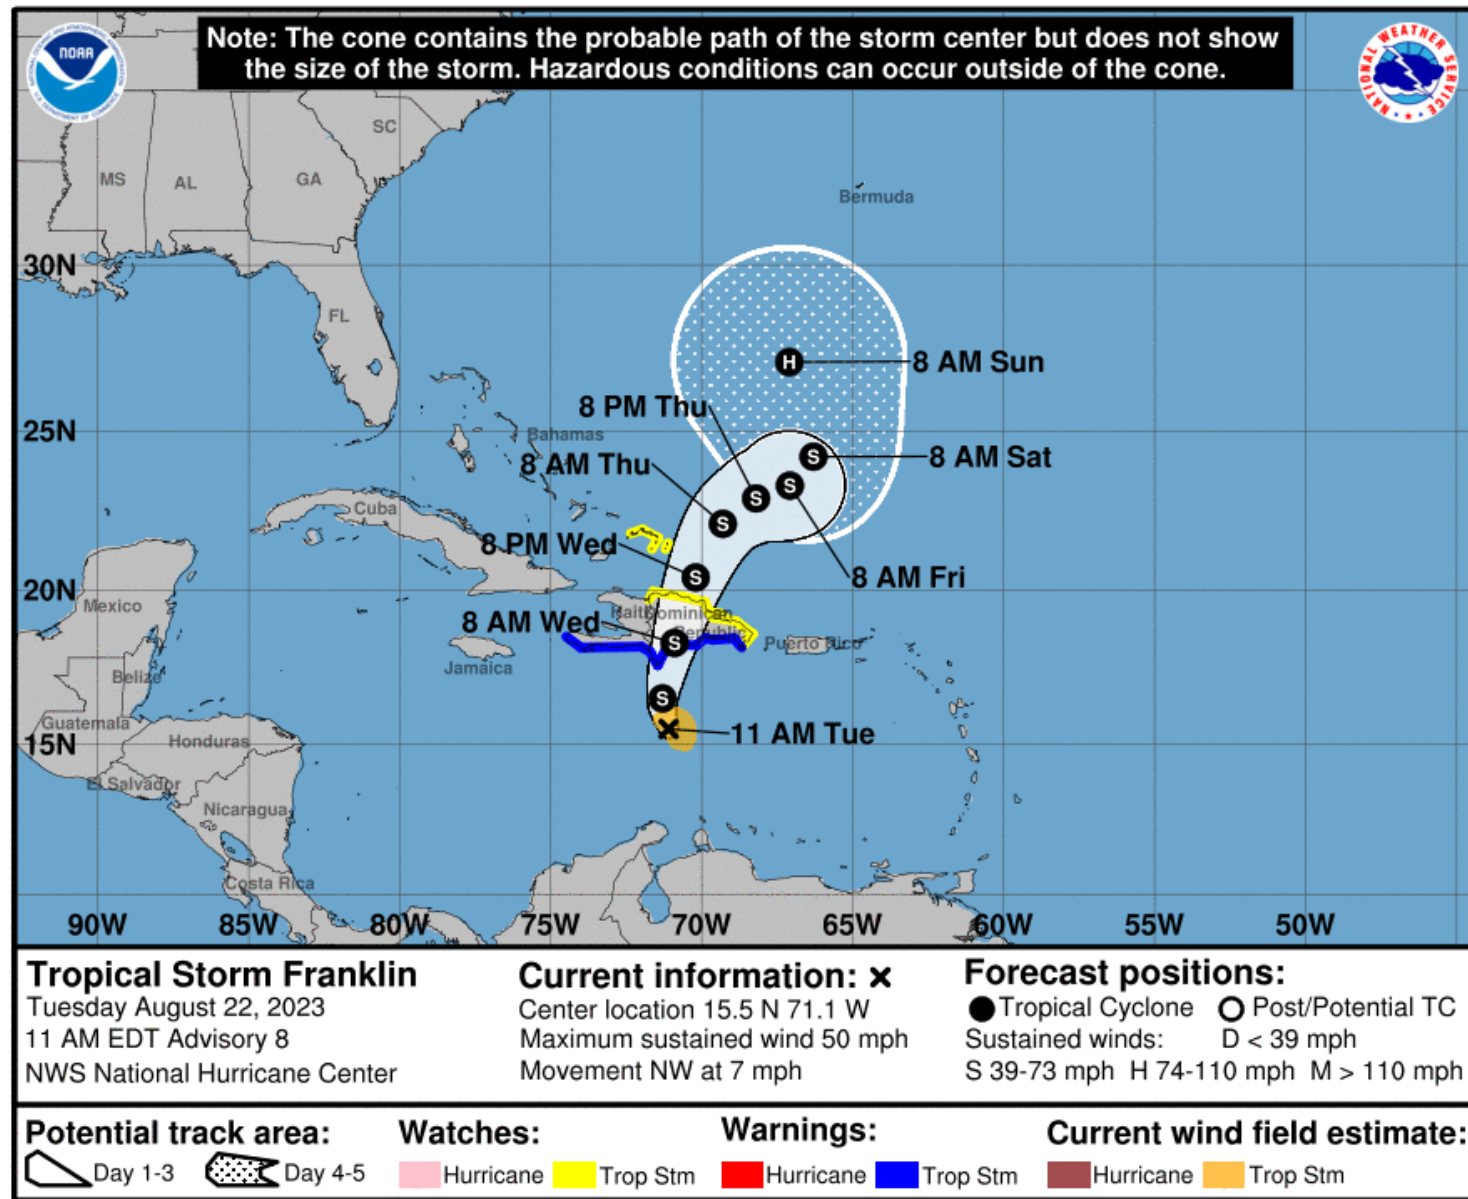 Note: The cone contains the probable path of the storm center but does not show
the size of the storm. Hazardous conditions can occur outside of the cone.
NOAA
NATIONAL WEATHER SERVICE
SC
MS
AL
GA
Bermuda
30N
FL
8 AM Sun
8 PM Thu
25N
Bahamas
8 AM Thu
8 AM Sat
Cuba
8 PM Wed
8 AM Fri
20N
Mexico
Haiti
Dominican
Republic
8 AM Wed
Puerto Rico
Jamaica
Belize
Guatemala
11 AM Tue
Honduras
15N
El Salvador
Nicaragua
Costa Rica
90W 85W 80W 75W 70W 65W 60W 55W 50W
H
S
S
S
S
S
S
S
Tropical Storm Franklin
Tuesday August 22, 2023
11 AM EDT Advisory 8
NWS National Hurricane Center
Current information: ×
Center location 15.5 N 71.1 W
Maximum sustained wind 50 mph
Movement NW at 7 mph
Forecast positions:
Tropical Cyclone Post/Potential TC
Sustained winds: D < 39 mph
S 39-73 mph H 74-110 mph M > 110 mph
Potential track area:
Day 1-3 Day 4-5
Watches:
Hurricane Trop Stm
Warnings:
Hurricane Trop Stm
Current wind field estimate:
Hurricane Trop Stm